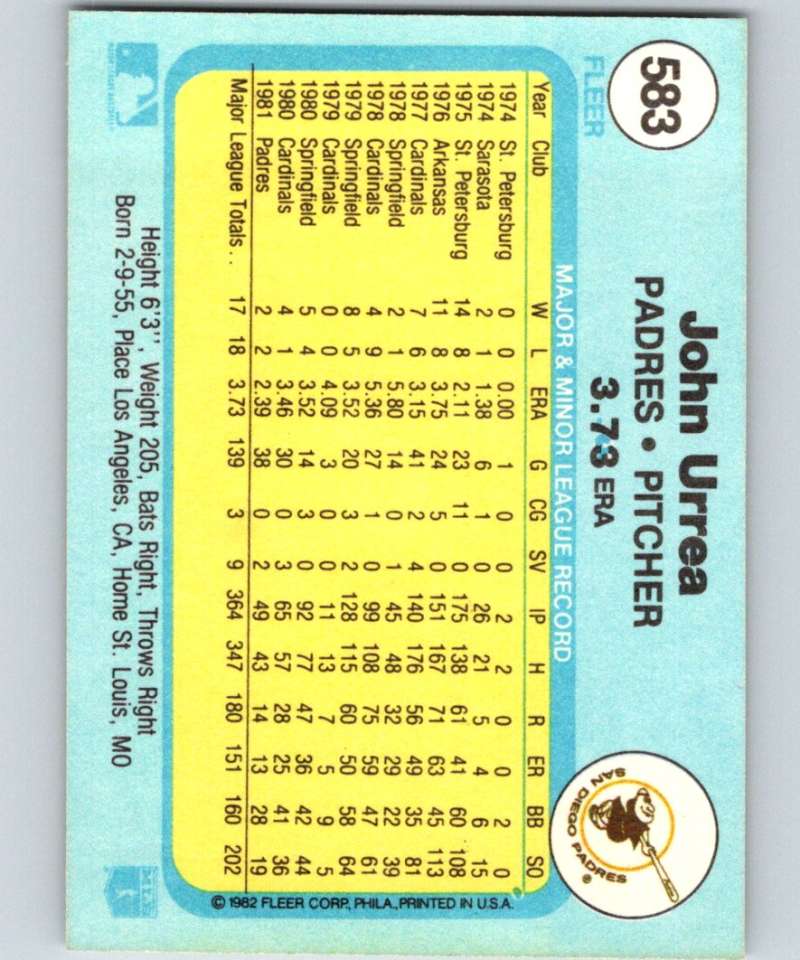 583
FLEER
John Urrea
PADRES • PITCHER
3.73 ERA
SAN DIEGO PADRES ®
MAJOR & MINOR LEAGUE RECORD
Year Club W L ERA G CG SV IP H R ER BB SO
1974 St. Petersburg 0 0 0.00 1 0 0 2 2 0 0 2 0
1974 Sarasota 2 1 1.38 6 1 0 26 21 5 4 6 15
1975 St. Petersburg 14 8 2.11 23 11 0 175 138 61 41 60 108
1976 Arkansas 11 8 3.75 24 5 0 151 167 71 63 45 113
1977 Cardinals 7 6 3.15 41 2 4 140 176 56 49 35 81
1978 Springfield 2 1 5.80 14 0 1 45 48 32 29 22 39
1978 Cardinals 4 9 5.36 27 1 0 99 108 75 59 47 61
1979 Springfield 8 5 3.52 20 3 2 128 115 60 50 58 64
1979 Cardinals 0 0 4.09 3 0 0 11 13 7 5 9 5
1980 Springfield 5 4 3.52 14 3 0 92 77 47 36 42 44
1980 Cardinals 4 1 3.46 30 0 3 65 57 28 25 41 36
1981 Padres 2 2 2.39 38 0 2 49 43 14 13 28 19
Major League Totals . . 17 18 3.73 139 3 9 364 347 180 151 160 202
© 1982 FLEER CORP., PHILA., PRINTED IN U.S.A.
Height 6'3'', Weight 205, Bats Right, Throws Right
Born 2-9-55, Place Los Angeles, CA, Home St. Louis, MO